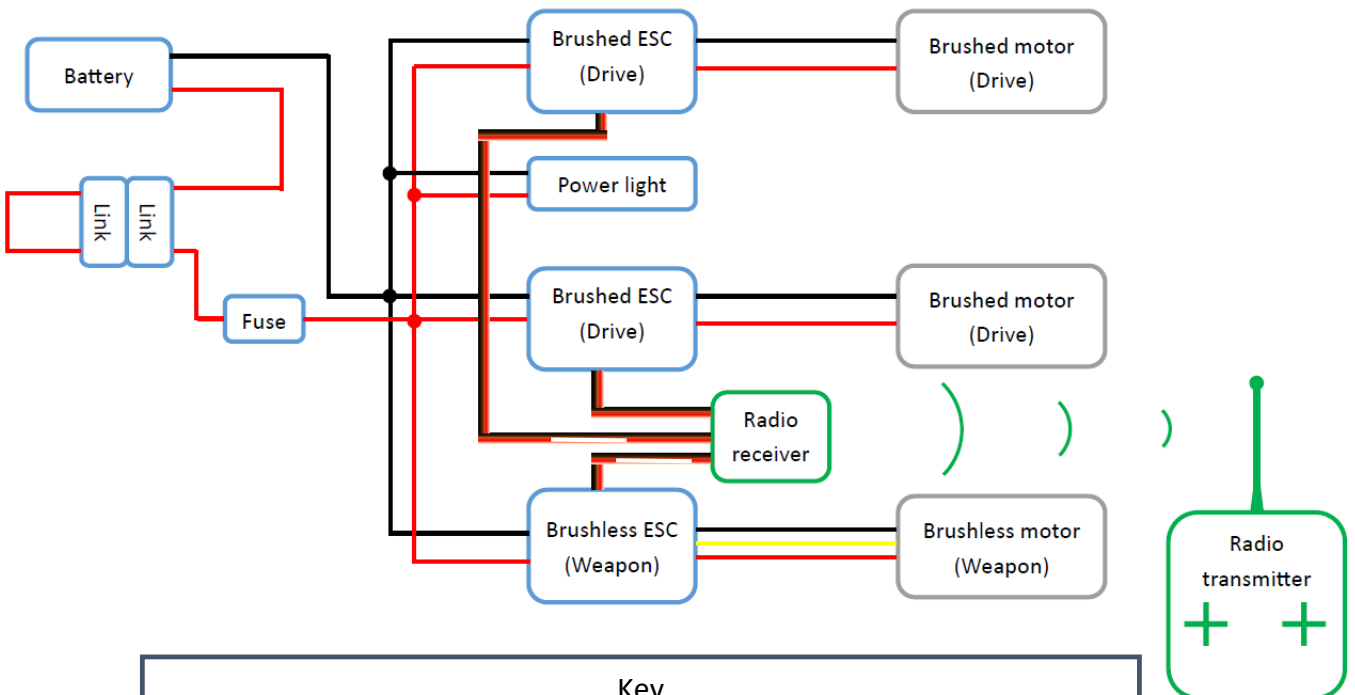 Brushed ESC
(Drive)
Brushed motor
(Drive)
Battery
Power light
Link
Link
Fuse
Brushed ESC
(Drive)
Brushed motor
(Drive)
Radio
receiver
Brushless ESC
(Weapon)
Brushless motor
(Weapon)
Radio
transmitter
Key